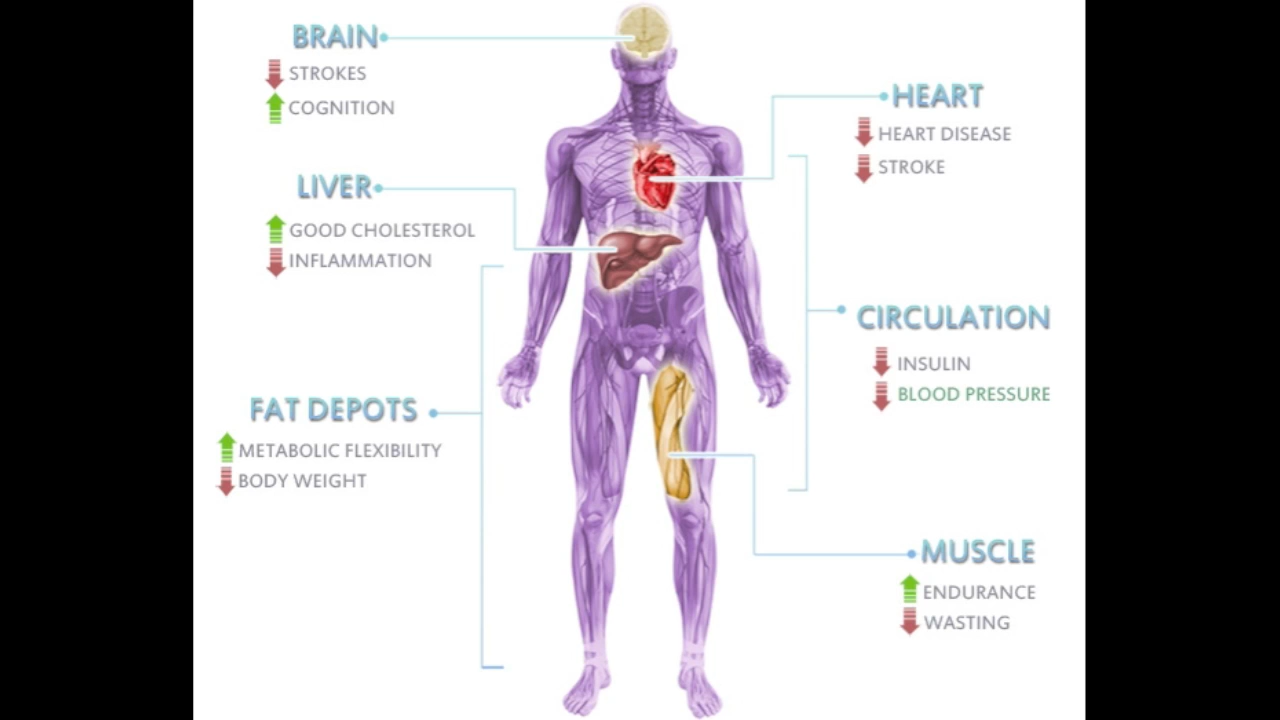 BRAIN
STROKES
COGNITION
LIVER
GOOD CHOLESTEROL
INFLAMMATION
FAT DEPOTS
METABOLIC FLEXIBILITY
BODY WEIGHT
HEART
HEART DISEASE
STROKE
CIRCULATION
INSULIN
BLOOD PRESSURE
MUSCLE
ENDURANCE
WASTING